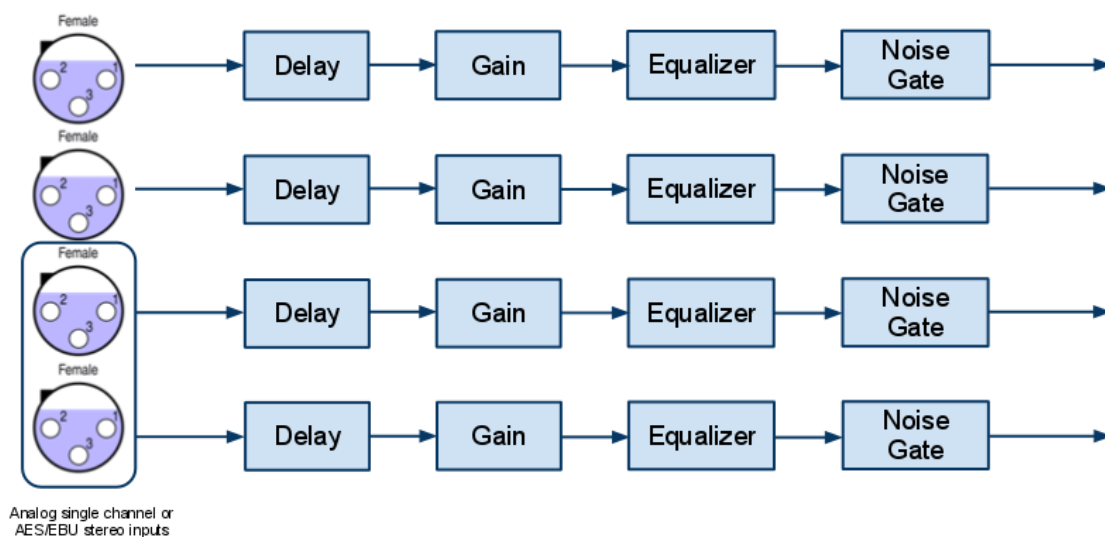 Female
2 1
3
Delay Gain Equalizer Noise
Gate
Female
2 1
3
Delay Gain Equalizer Noise
Gate
Female
2 1
3
Delay Gain Equalizer Noise
Gate
Female
2 1
3
Delay Gain Equalizer Noise
Gate
Analog single channel or
AES/EBU stereo inputs